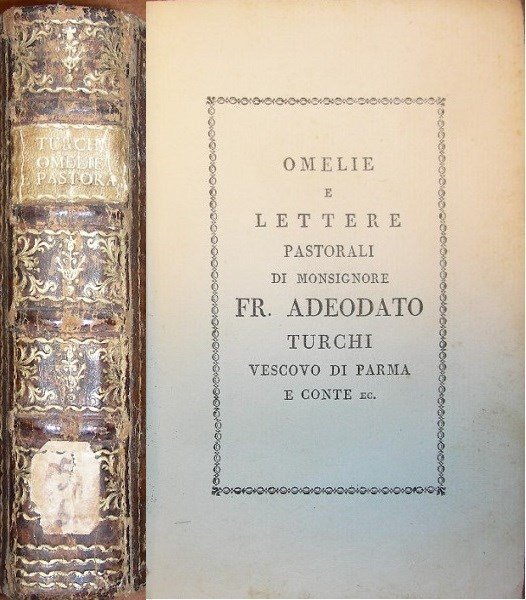 TURCHI
OMELIE
PASTORA
OMELIE
E
LETTERE
PASTORALI
DI MONSIGNORE
FR. ADEODATO
TURCHI
VESCOVO DI PARMA
E CONTE EC.